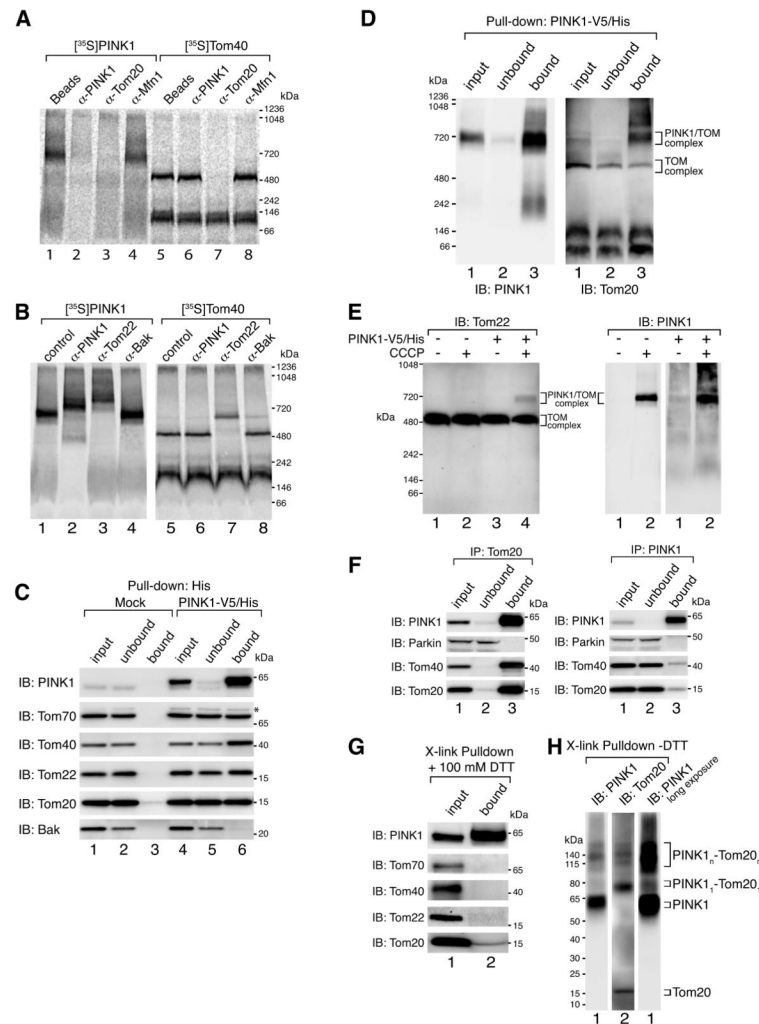 A
[³⁵S]PINK1 [³⁵S]Tom40
Beads α-PINK1 α-Tom20 α-Mfn1 Beads α-PINK1 α-Tom20 α-Mfn1 kDa
1236
1048
720
480
242
146
66
1 2 3 4 5 6 7 8
B
[³⁵S]PINK1 [³⁵S]Tom40
control α-PINK1 α-Tom22 α-Bak control α-PINK1 α-Tom22 α-Bak kDa
1236
1048
720
480
242
146
66
1 2 3 4 5 6 7 8
C
Pull-down: His
Mock PINK1-V5/His
input unbound bound input unbound bound kDa
IB: PINK1 65
IB: Tom70 * 65
IB: Tom40 40
IB: Tom22 15
IB: Tom20 15
IB: Bak 20
1 2 3 4 5 6
D
Pull-down: PINK1-V5/His
input unbound bound input unbound bound
kDa
1236
1048
720
480
242
146
66
PINK1/TOM
complex
TOM
complex
1 2 3 1 2 3
IB: PINK1 IB: Tom20
E
IB: Tom22 IB: PINK1
PINK1-V5/His - - + + - - + +
CCCP - + - + - + - +
1048
720
kDa
480
242
146
66
PINK1/TOM
complex
TOM
complex
1 2 3 4 1 2 1 2
F
IP: Tom20 IP: PINK1
input unbound bound kDa input unbound bound kDa
IB: PINK1 65 IB: PINK1 65
IB: Parkin 50 IB: Parkin 50
IB: Tom40 40 IB: Tom40 40
IB: Tom20 15 IB: Tom20 15
1 2 3 1 2 3
G
X-link Pulldown
+ 100 mM DTT
input bound kDa
IB: PINK1 65
IB: Tom70 65
IB: Tom40 40
IB: Tom22 15
IB: Tom20 15
1 2
H
X-link Pulldown -DTT
IB: PINK1 IB: Tom20 IB: PINK1
long exposure
kDa
140
115
80
65
50
40
30
25
15
10
PINK1ₙ-Tom20ₙ
PINK1₁-Tom20₁
PINK1
Tom20
1 2 1